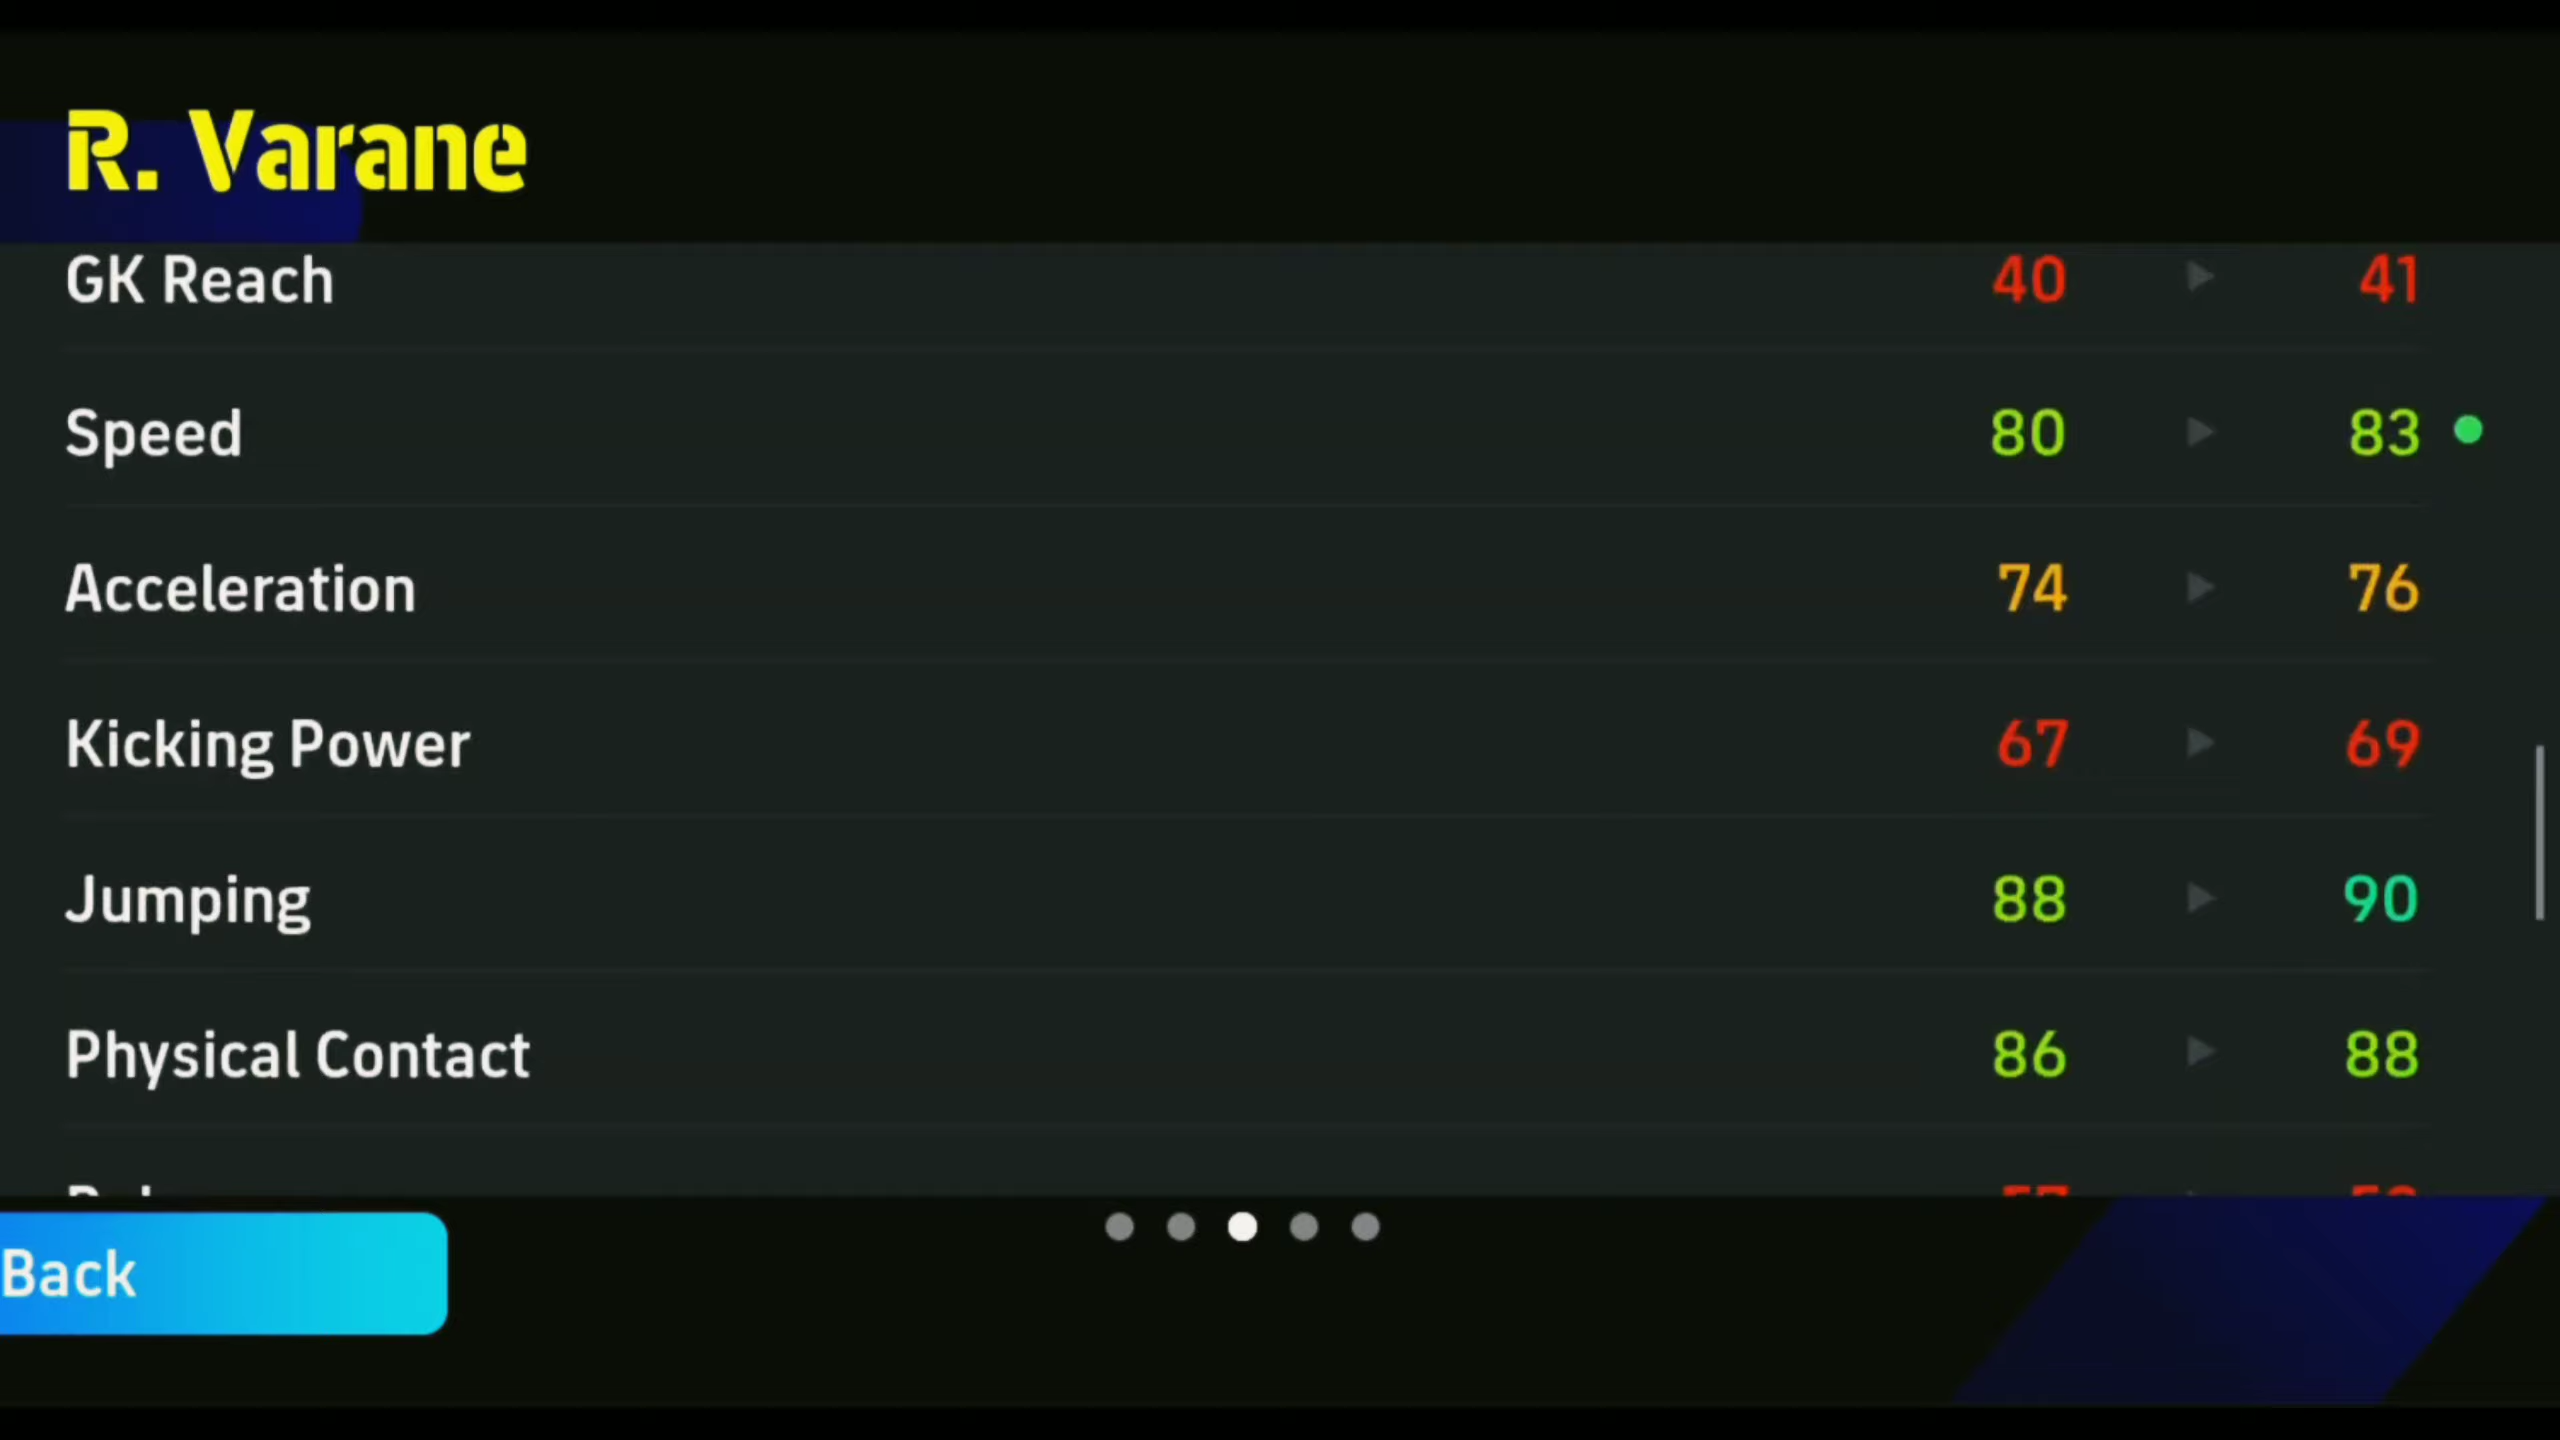 R. Varane
GK Reach 40 41
Speed 80 83
Acceleration 74 76
Kicking Power 67 69
Jumping 88 90
Physical Contact 86 88
Back